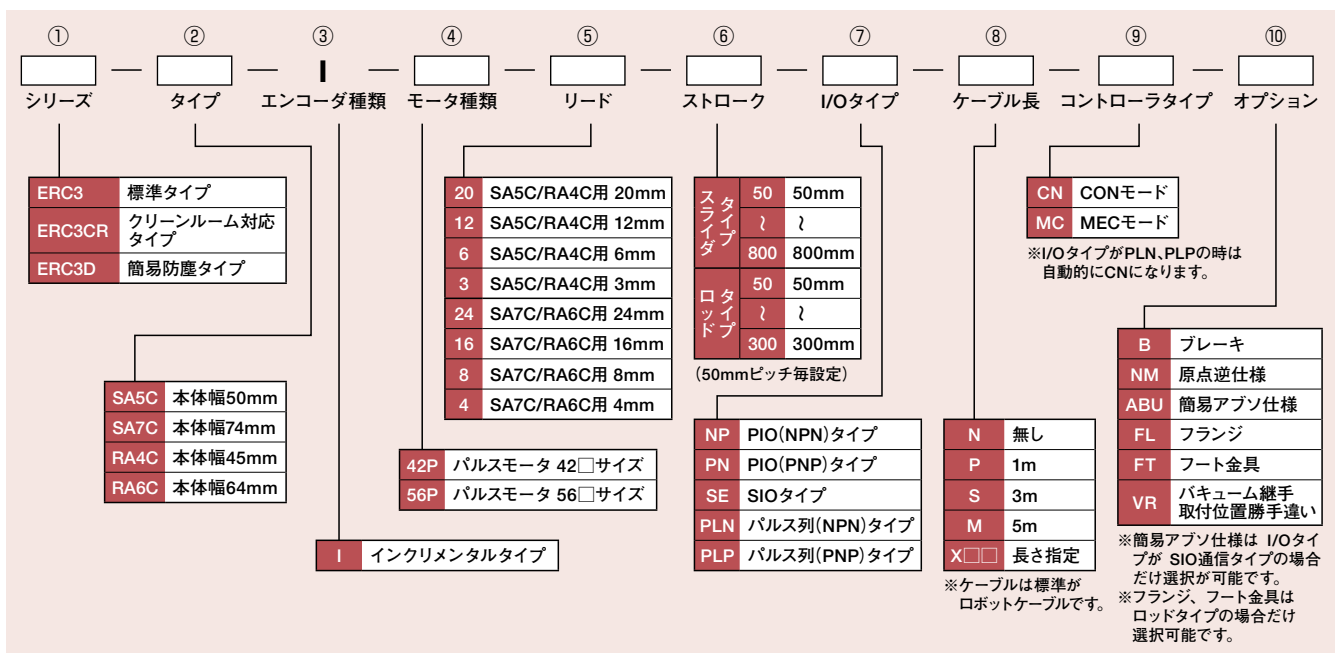 ① ② ③ ④ ⑤ ⑥ ⑦ ⑧ ⑨ ⑩
— — I — — — — — — —
シリーズ タイプ エンコーダ種類 モータ種類 リード ストローク I/Oタイプ ケーブル長 コントローラタイプ オプション
ERC3 標準タイプ
ERC3CR クリーンルーム対応
タイプ
ERC3D 簡易防塵タイプ
SA5C 本体幅50mm
SA7C 本体幅74mm
RA4C 本体幅45mm
RA6C 本体幅64mm
I インクリメンタルタイプ
42P パルスモータ 42□サイズ
56P パルスモータ 56□サイズ
20 SA5C/RA4C用 20mm
12 SA5C/RA4C用 12mm
6 SA5C/RA4C用 6mm
3 SA5C/RA4C用 3mm
24 SA7C/RA6C用 24mm
16 SA7C/RA6C用 16mm
8 SA7C/RA6C用 8mm
4 SA7C/RA6C用 4mm
スライダ
タイプ
50 50mm
〜 〜
800 800mm
ロッド
タイプ
50 50mm
〜 〜
300 300mm
(50mmピッチ毎設定)
NP PIO(NPN)タイプ
PN PIO(PNP)タイプ
SE SIOタイプ
PLN パルス列(NPN)タイプ
PLP パルス列(PNP)タイプ
N 無し
P 1m
S 3m
M 5m
X□□ 長さ指定
※ケーブルは標準が
ロボットケーブルです。
CN CONモード
MC MECモード
※I/OタイプがPLN、PLPの時は
自動的にCNになります。
B ブレーキ
NM 原点逆仕様
ABU 簡易アブソ仕様
FL フランジ
FT フート金具
VR バキューム継手
取付位置勝手違い
※簡易アブソ仕様は I/Oタイ
プが SIO通信タイプの場合
だけ選択が可能です。
※フランジ、フート金具は
ロッドタイプの場合だけ
選択可能です。